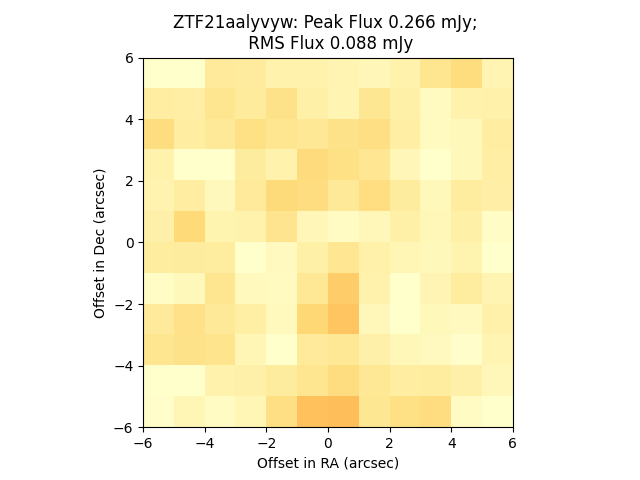 ZTF21aalyvyw: Peak Flux 0.266 mJy;
RMS Flux 0.088 mJy
6
4
2
0
−2
−4
−6
Offset in Dec (arcsec)
−6 −4 −2 0 2 4 6
Offset in RA (arcsec)